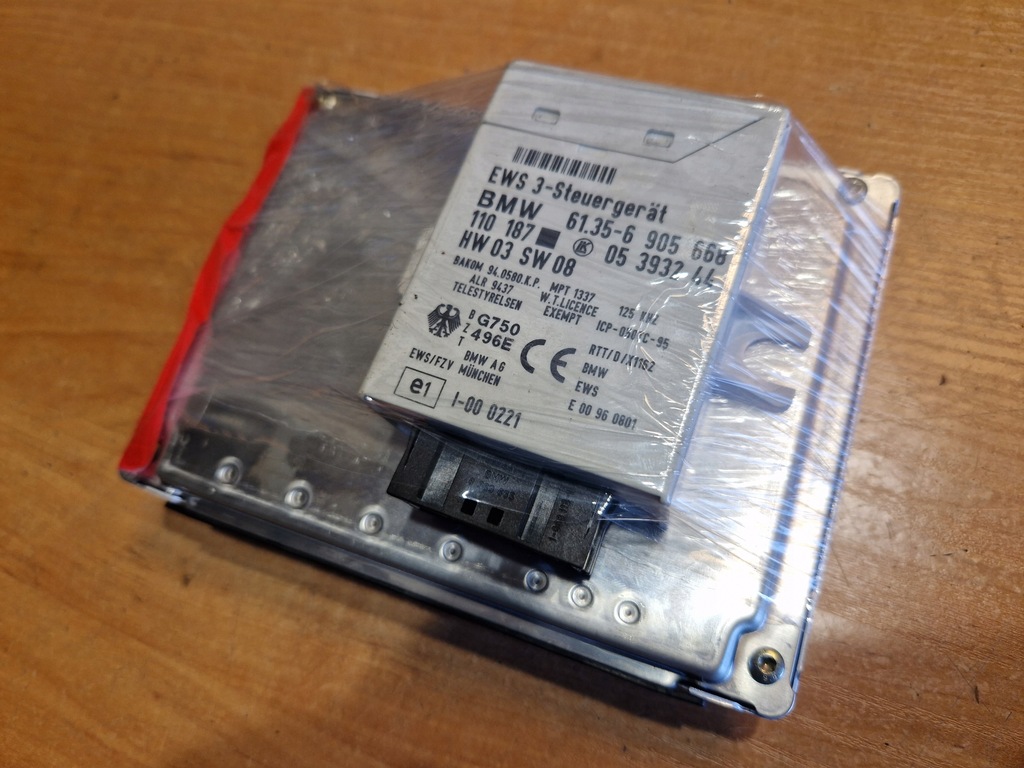 EWS 3-Steuergerät
BMW 61.35-6 905 668
110 187 05 3932 44
HW 03 SW 08
BAKOM 94.0580.K.P. MPT 1337 125 KHZ
ALR 9437 W.T.LICENCE
TELESTYRELSEN EXEMPT
B G750
Z 496E
T
CE
RTT/D/X1152
BMW
EWS
BMW AG
EWS/FZV MÜNCHEN
e1
I-00 0221
E 00 96 0801